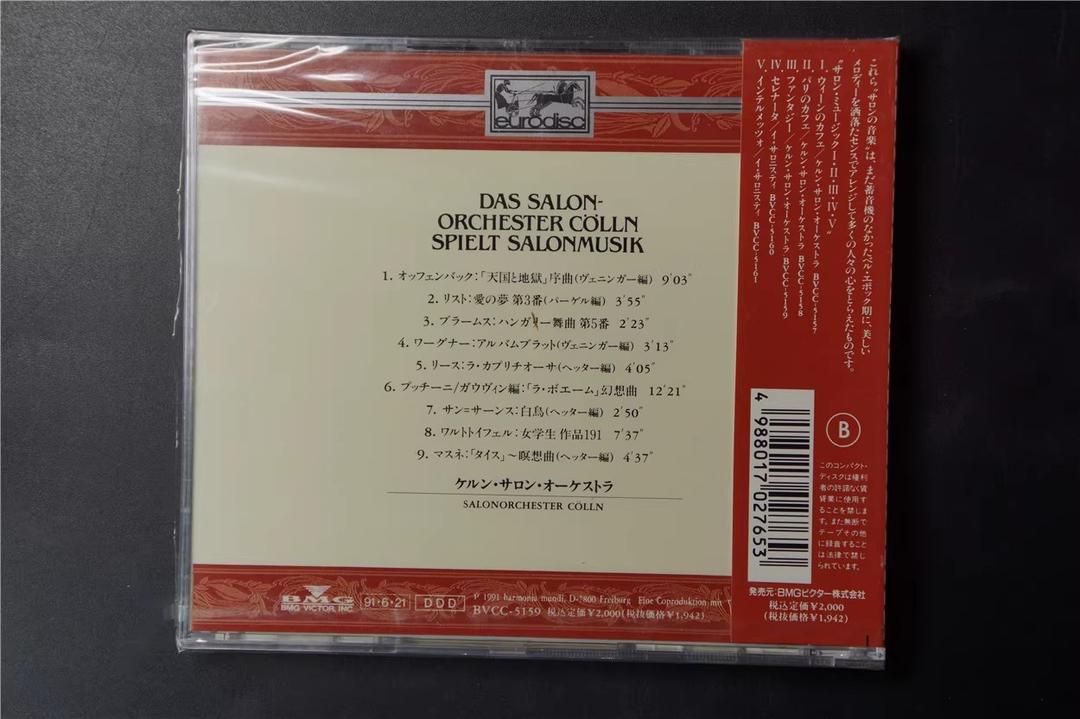 eurodisc
DAS SALON-
ORCHESTER CÖLLN
SPIELT SALONMUSIK
1. オッフェンバック:「天国と地獄」序曲(ヴェニンガー編) 9′03″
2. リスト:愛の夢 第3番(パーゲル編) 3′55″
3. ブラームス:ハンガリー舞曲 第5番 2′23″
4. ワーグナー:アルバムブラット(ヴェニンガー編) 3′13″
5. リース:ラ・カプリチオーサ(ヘッター編) 4′05″
6. プッチーニ/ガウヴィン編:「ラ・ボエーム」幻想曲 12′21″
7. サン=サーンス:白鳥(ヘッター編) 2′50″
8. ワルトトイフェル:女学生 作品191 7′37″
9. マスネ:「タイス」〜瞑想曲(ヘッター編) 4′37″
ケルン・サロン・オーケストラ
SALONORCHESTER CÖLLN
BMG
BMG VICTOR, INC.
91・6・21
DDD
℗ 1991 harmonia mundi, D-7800 Freiburg Eine Coproduktion mit
BVCC-5159 税込定価¥2,000(税抜価格¥1,942)
これら“サロンの音楽”は、まだ蓄音機のなかったベル・エポック期に、美しい
メロディーを洒落たセンスでアレンジして多くの人々の心をとらえたものです。
“サロン・ミュージックI・II・III・IV・V”
I. ウィーンのカフェ/ケルン・サロン・オーケストラ BVCC-5157
II. パリのカフェ/ケルン・サロン・オーケストラ BVCC-5158
III. ファンタジー/ケルン・サロン・オーケストラ BVCC-5159
IV. セレナータ/イ・サロニスティ BVCC-5160
V. インテルメッツォ/イ・サロニスティ BVCC-5161
4 988017 027653
B
このコンパクト・
ディスクは権利
者の許諾なく賃
貸業に使用す
ることを禁じま
す。また無断で
テープその他
に録音すること
は法律で禁じ
られています。
発売元:BMGビクター株式会社
税込定価¥2,000
(税抜価格¥1,942)